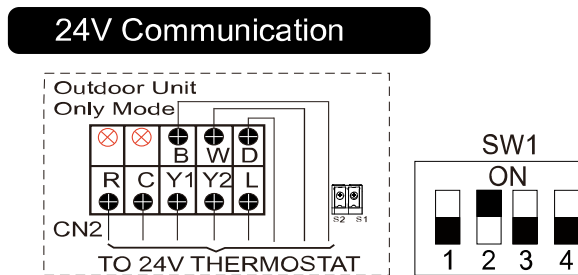 24V Communication
Outdoor Unit
Only Mode
B W D
R C Y1 Y2 L
S2 S1
CN2
TO 24V THERMOSTAT
SW1
ON
1 2 3 4